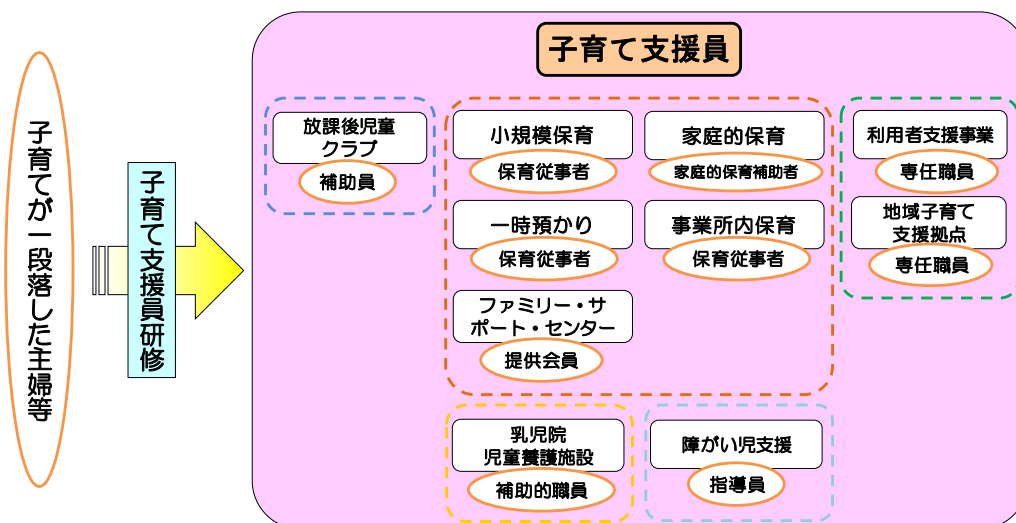 子育て支援員
子育てが一段落した主婦等
子育て支援員研修
放課後児童
クラブ
補助員
小規模保育
保育従事者
家庭的保育
家庭的保育補助者
一時預かり
保育従事者
事業所内保育
保育従事者
ファミリー・サ
ポート・センター
提供会員
利用者支援事業
専任職員
地域子育て
支援拠点
専任職員
乳児院
児童養護施設
補助的職員
障がい児支援
指導員